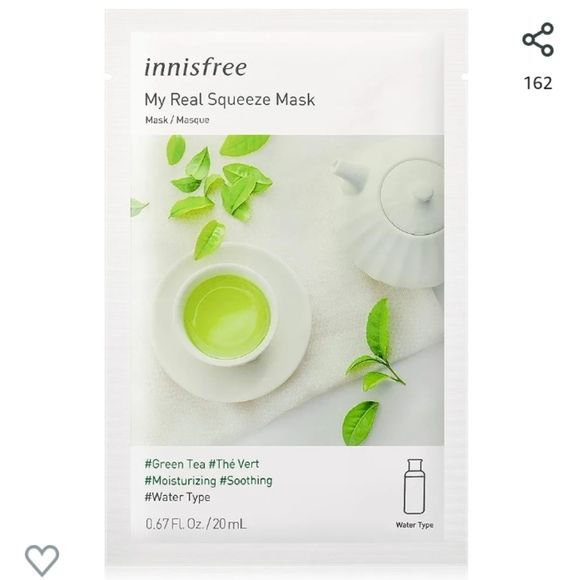 innisfree
My Real Squeeze Mask
Mask / Masque
162
#Green Tea #Thé Vert
#Moisturizing #Soothing
#Water Type
0.67 Fl. Oz. / 20 mL
Water Type